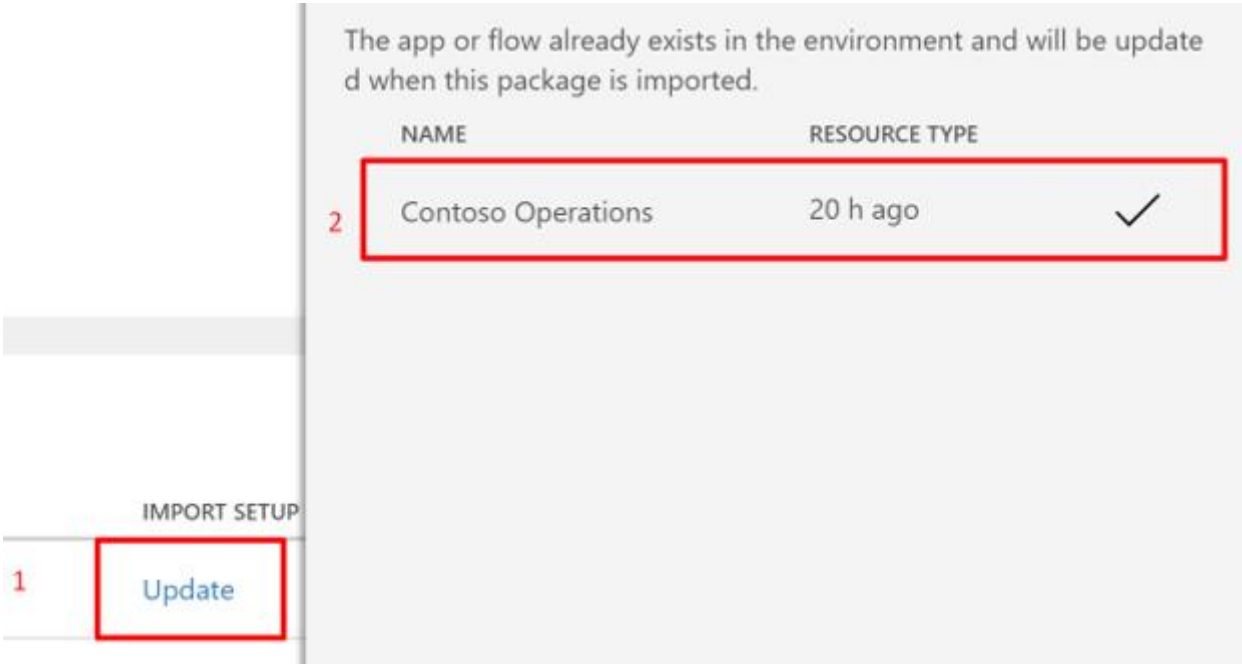 The app or flow already exists in the environment and will be update
d when this package is imported.
NAME RESOURCE TYPE
2 Contoso Operations 20 h ago
IMPORT SETUP
1 Update